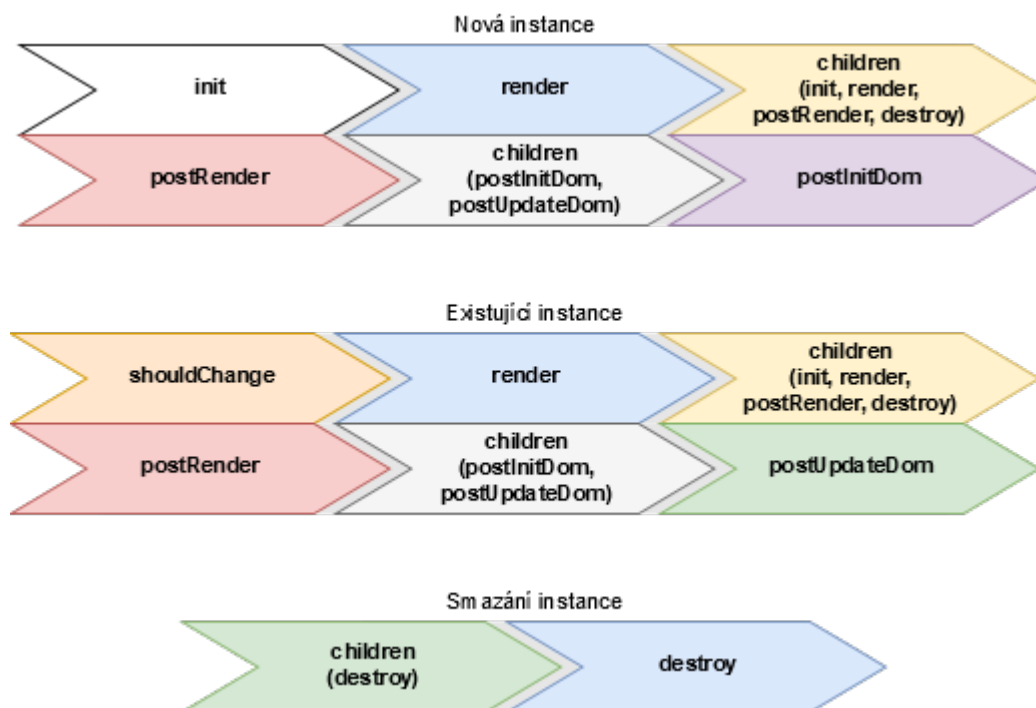 Nová instance
init
render
children
(init, render,
postRender, destroy)
postRender
children
(postInitDom,
postUpdateDom)
postInitDom
Existující instance
shouldChange
render
children
(init, render,
postRender, destroy)
postRender
children
(postInitDom,
postUpdateDom)
postUpdateDom
Smazání instance
children
(destroy)
destroy